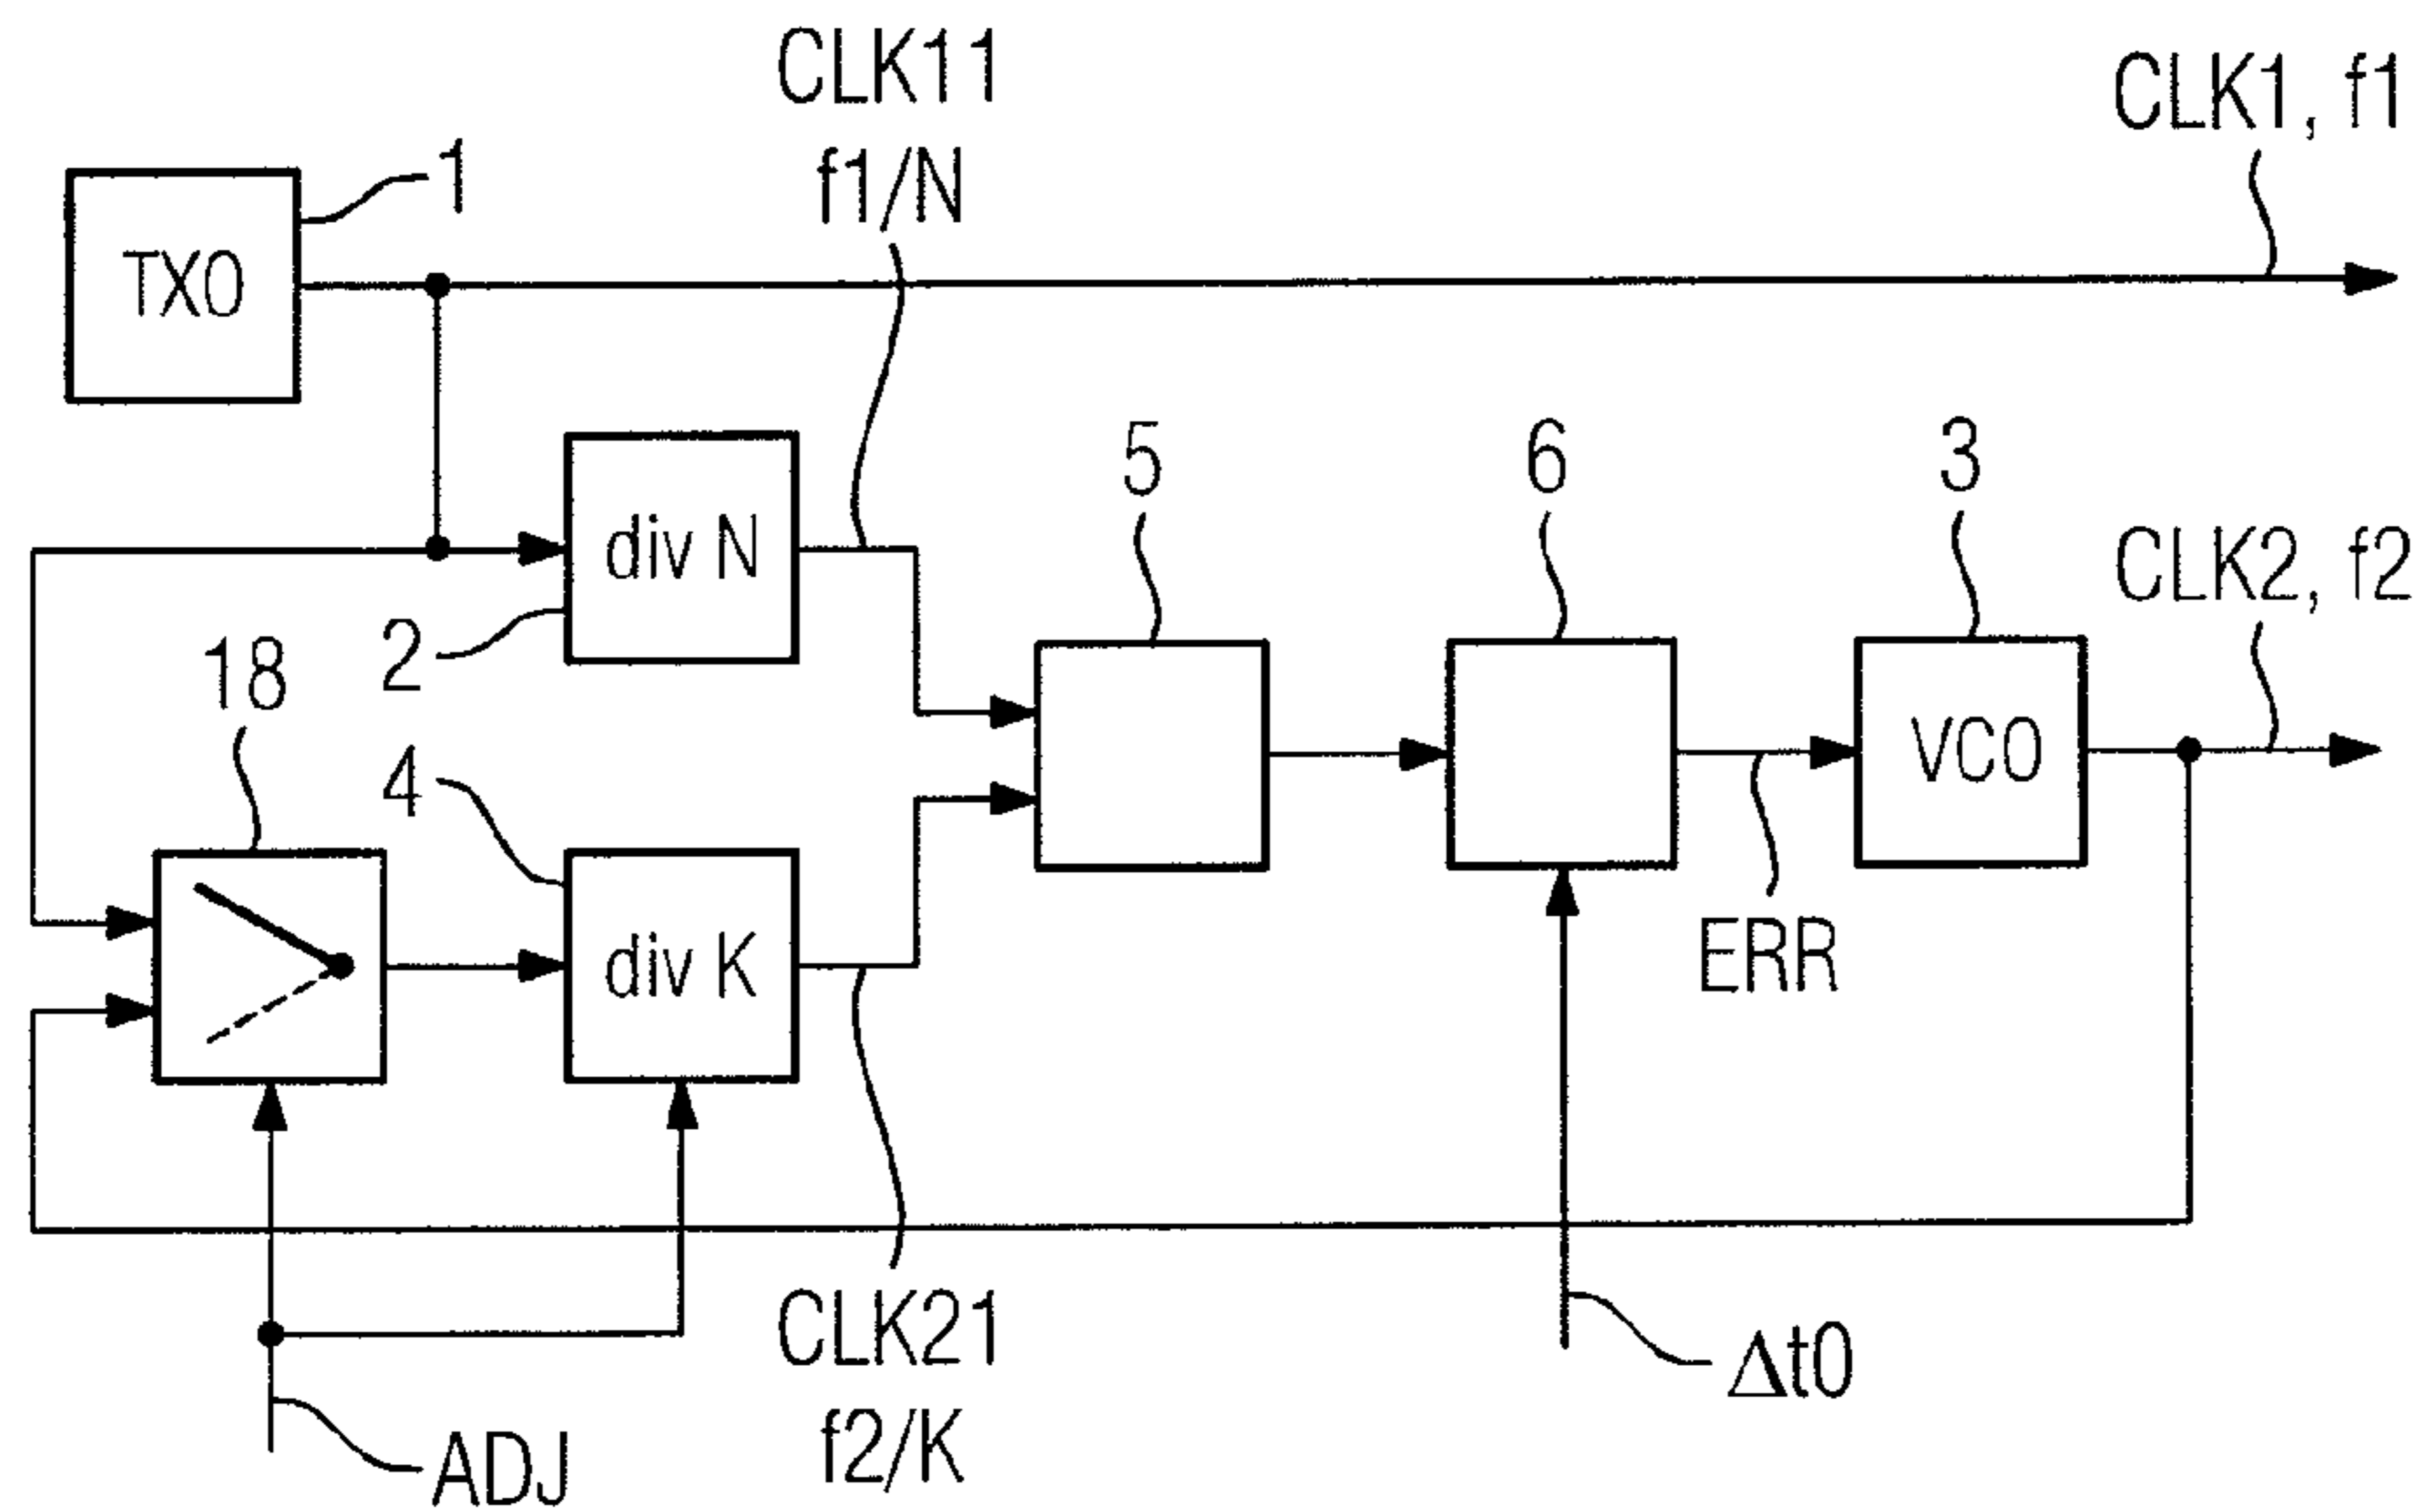 CLK11
f1/N
CLK1, f1
1
TXO
5
6
3
div N
CLK2, f2
2
18
4
VCO
div K
ERR
CLK21
f2/K
Δt0
ADJ